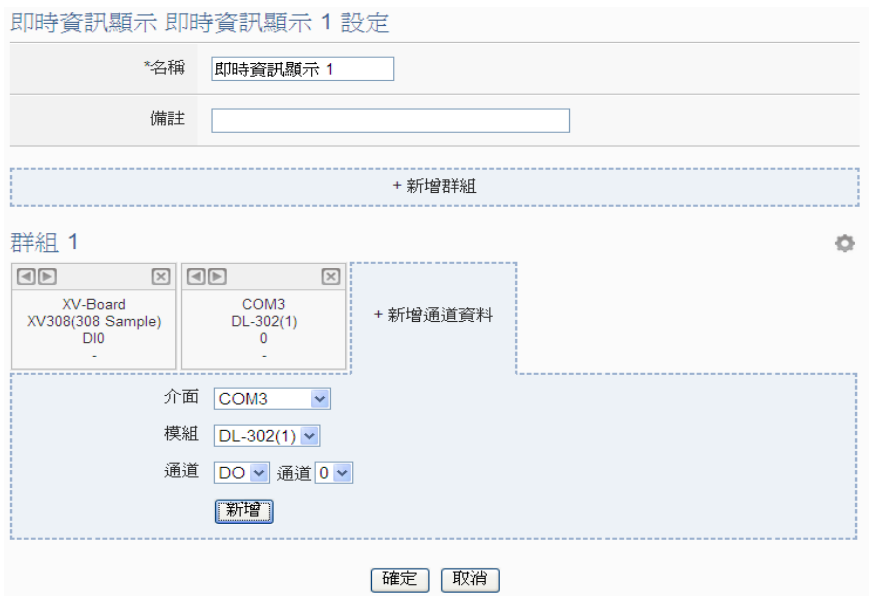 即時資訊顯示 即時資訊顯示 1 設定
*名稱 即時資訊顯示 1
備註
+ 新增群組
群組 1
XV-Board
XV308(308 Sample)
DI0
-
COM3
DL-302(1)
0
-
+ 新增通道資料
介面 COM3
模組 DL-302(1)
通道 DO 通道 0
新增
確定 取消